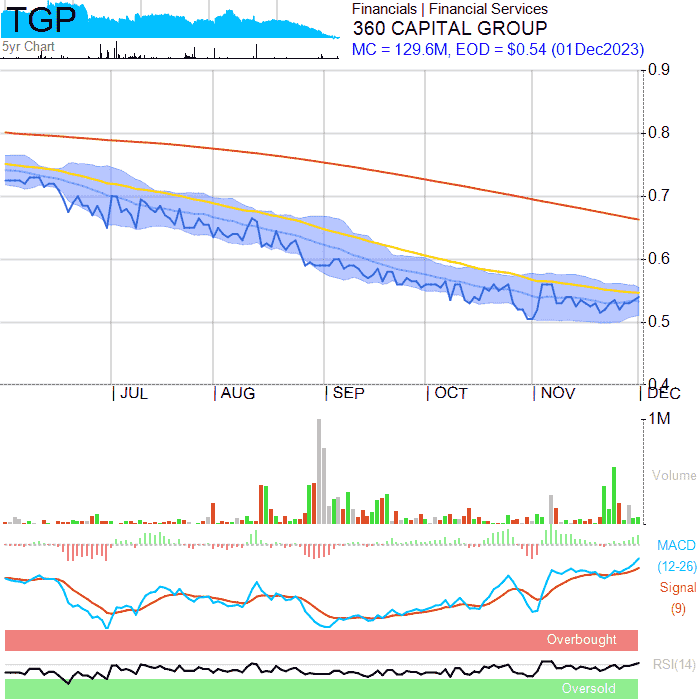 TGP
5yr Chart
Financials | Financial Services
360 CAPITAL GROUP
MC = 129.6M, EOD = $0.54 (01Dec2023)
0.9
0.8
0.7
0.6
0.5
0.4
JUL AUG SEP OCT NOV DEC
1M
Volume
MACD
(12-26)
Signal
(9)
Overbought
RSI(14)
Oversold